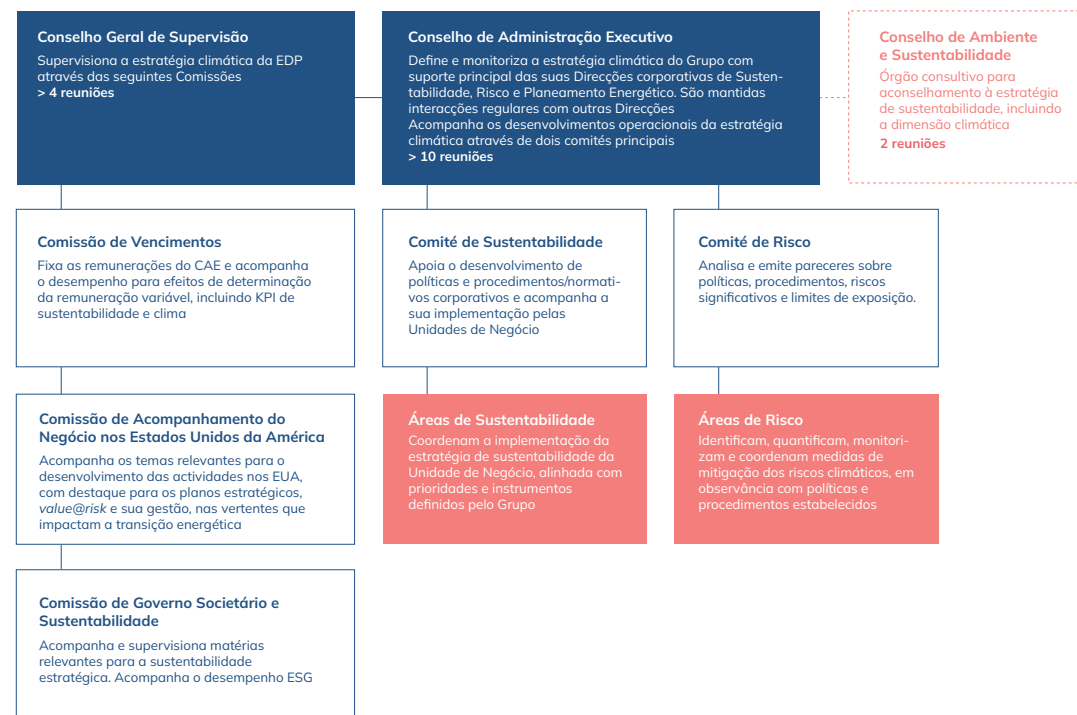 Conselho Geral de Supervisão
Supervisiona a estratégia climática da EDP
através das seguintes Comissões
> 4 reuniões
Conselho de Administração Executivo
Define e monitoriza a estratégia climática do Grupo com
suporte principal das suas Direcções corporativas de Susten-
tabilidade, Risco e Planeamento Energético. São mantidas
interacções regulares com outras Direcções
Acompanha os desenvolvimentos operacionais da estratégia
climática através de dois comités principais
> 10 reuniões
Conselho de Ambiente
e Sustentabilidade
Órgão consultivo para
aconselhamento à estratégia
de sustentabilidade, incluindo
a dimensão climática
2 reuniões
Comissão de Vencimentos
Fixa as remunerações do CAE e acompanha
o desempenho para efeitos de determinação
da remuneração variável, incluindo KPI de
sustentabilidade e clima
Comité de Sustentabilidade
Apoia o desenvolvimento de
políticas e procedimentos/normati-
vos corporativos e acompanha a
sua implementação pelas
Unidades de Negócio
Comité de Risco
Analisa e emite pareceres sobre
políticas, procedimentos, riscos
significativos e limites de exposição.
Comissão de Acompanhamento do
Negócio nos Estados Unidos da América
Acompanha os temas relevantes para o
desenvolvimento das actividades nos EUA,
com destaque para os planos estratégicos,
value@risk e sua gestão, nas vertentes que
impactam a transição energética
Áreas de Sustentabilidade
Coordenam a implementação da
estratégia de sustentabilidade da
Unidade de Negócio, alinhada com
prioridades e instrumentos
definidos pelo Grupo
Áreas de Risco
Identificam, quantificam, monitori-
zam e coordenam medidas de
mitigação dos riscos climáticos, em
observância com políticas e
procedimentos estabelecidos
Comissão de Governo Societário e
Sustentabilidade
Acompanha e supervisiona matérias
relevantes para a sustentabilidade
estratégica. Acompanha o desempenho ESG